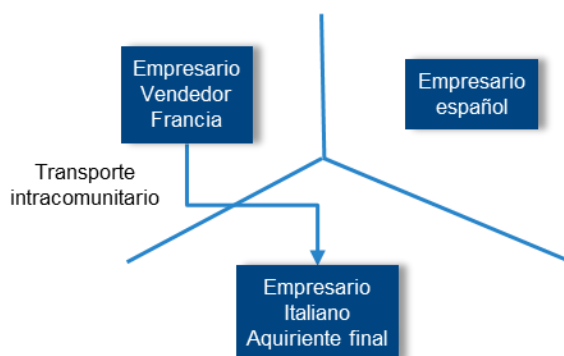 Empresario
Vendedor
Francia
Empresario
español
Transporte
intracomunitario
Empresario
Italiano
Aquiriente final